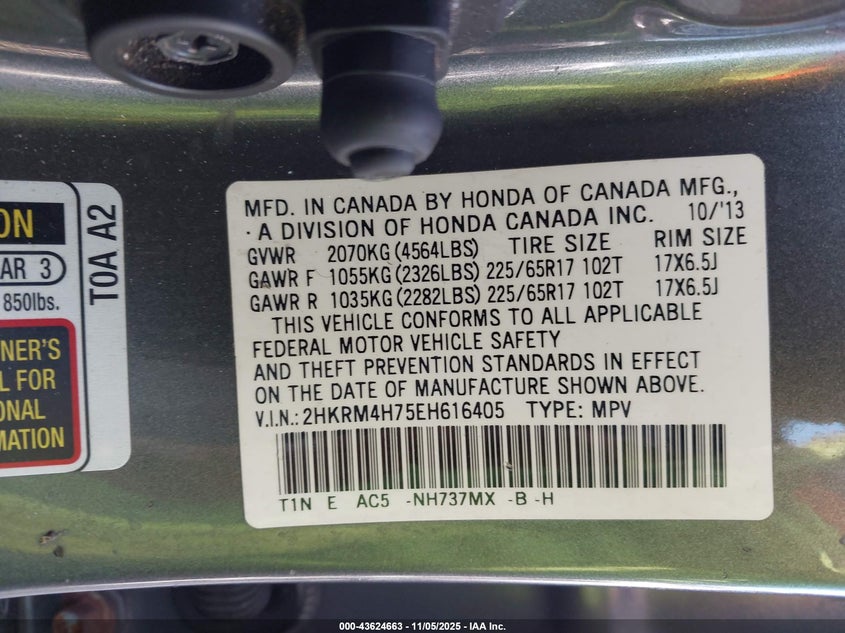 ON
AR 3
850lbs.
NER'S
L FOR
ONAL
MATION
T0A A2
MFD. IN CANADA BY HONDA OF CANADA MFG.,
A DIVISION OF HONDA CANADA INC. 10/'13
GVWR 2070KG(4564LBS) TIRE SIZE RIM SIZE
GAWR F 1055KG(2326LBS) 225/65R17 102T 17X6.5J
GAWR R 1035KG(2282LBS) 225/65R17 102T 17X6.5J
THIS VEHICLE CONFORMS TO ALL APPLICABLE
FEDERAL MOTOR VEHICLE SAFETY
AND THEFT PREVENTION STANDARDS IN EFFECT
ON THE DATE OF MANUFACTURE SHOWN ABOVE.
V.I.N.: 2HKRM4H75EH616405 TYPE: MPV
T1N E AC5 -NH737MX -B -H
000-43624663 - 11/05/2025 - IAA Inc.